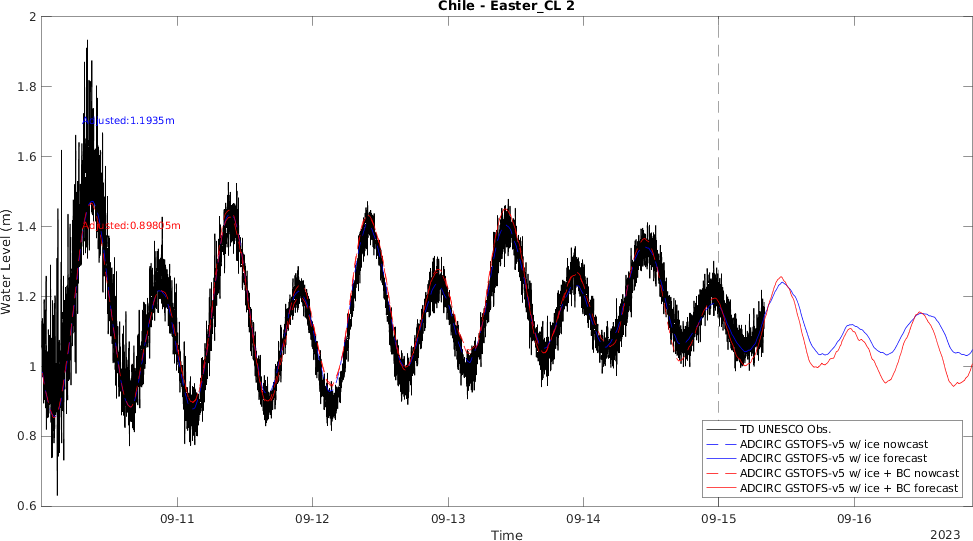 Chile - Easter_CL 2
2
1.8
1.6
1.4
1.2
1
0.8
0.6
Water Level (m)
Adjusted:1.1935m
Adjusted:0.89805m
TD UNESCO Obs.
ADCIRC GSTOFS-v5 w/ ice nowcast
ADCIRC GSTOFS-v5 w/ ice forecast
ADCIRC GSTOFS-v5 w/ ice + BC nowcast
ADCIRC GSTOFS-v5 w/ ice + BC forecast
09-11
09-12
09-13
09-14
09-15
09-16
Time
2023